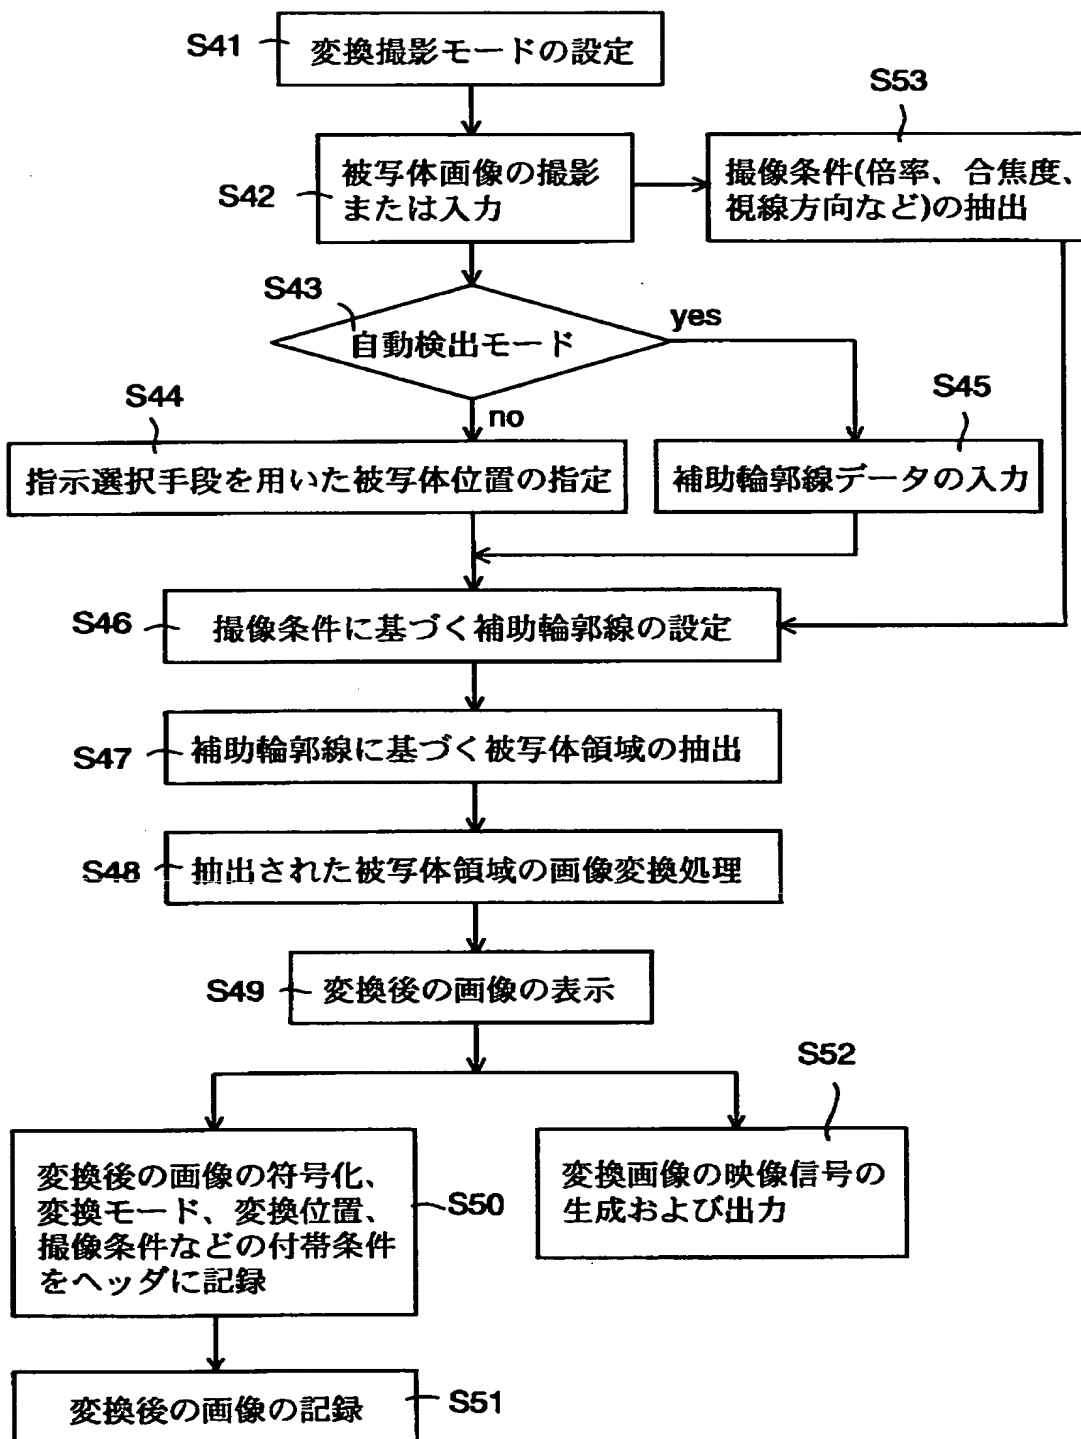 S41
変換撮影モードの設定
S53
S42
被写体画像の撮影
または入力
撮像条件(倍率、合焦度、
視線方向など)の抽出
S43
自動検出モード
yes
no
S44
指示選択手段を用いた被写体位置の指定
S45
補助輪郭線データの入力
S46
撮像条件に基づく補助輪郭線の設定
S47
補助輪郭線に基づく被写体領域の抽出
S48
抽出された被写体領域の画像変換処理
S49
変換後の画像の表示
S52
変換後の画像の符号化、
変換モード、変換位置、
撮像条件などの付帯条件
をヘッダに記録
S50
変換画像の映像信号の
生成および出力
変換後の画像の記録
S51